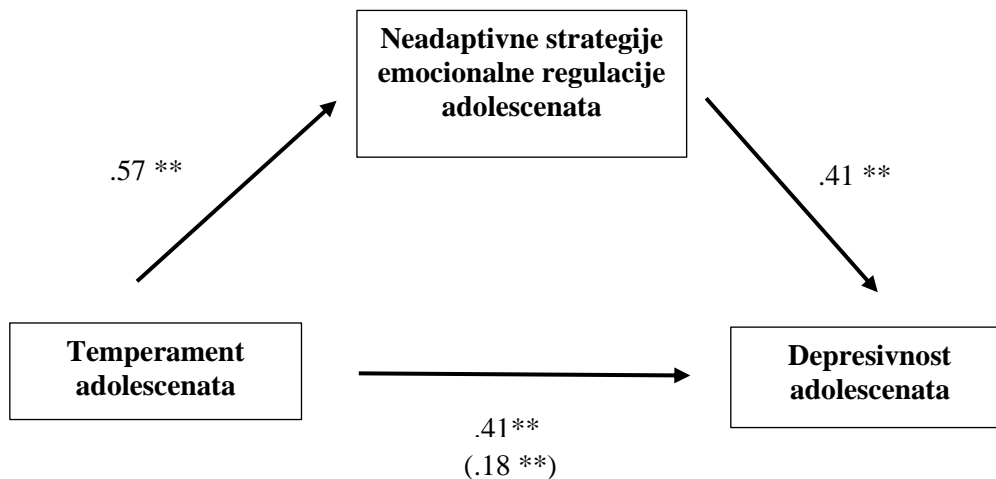 Neadaptivne strategije
emocionalne regulacije
adolescenata
.57 **
.41 **
Temperament
adolescenata
Depresivnost
adolescenata
.41**
(.18 **)